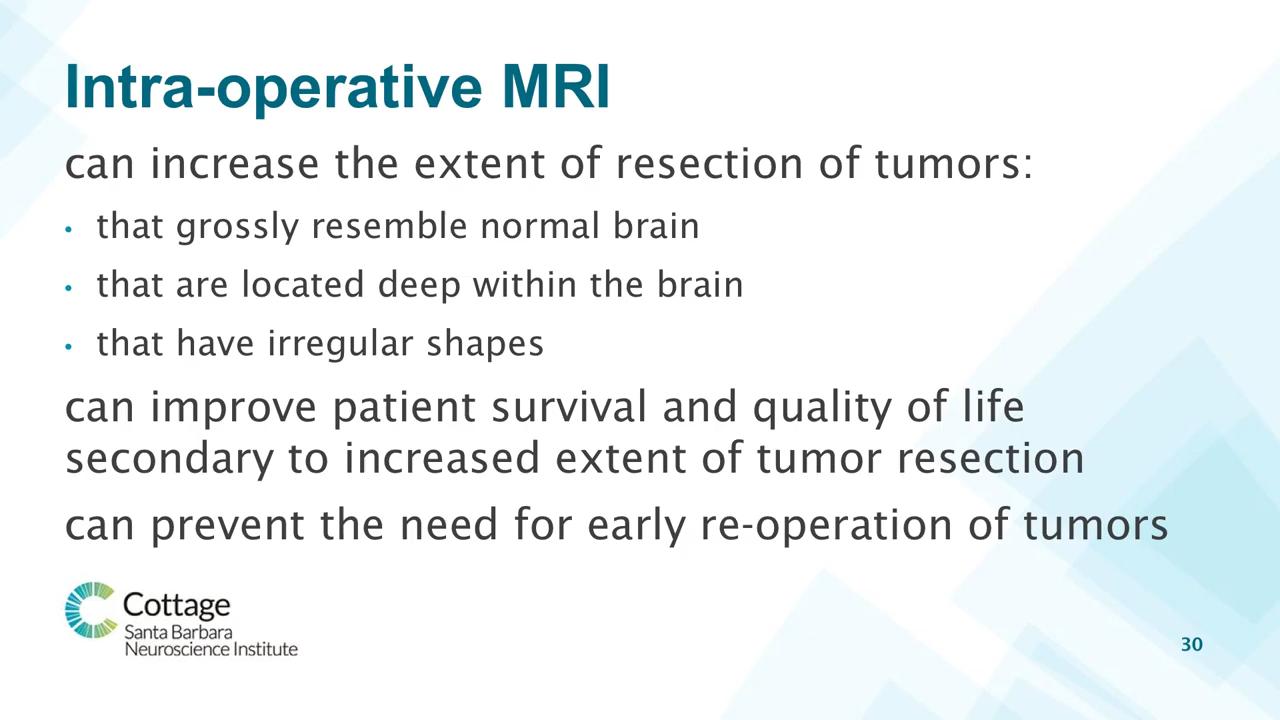 Intra-operative MRI
can increase the extent of resection of tumors:
• that grossly resemble normal brain
• that are located deep within the brain
• that have irregular shapes
can improve patient survival and quality of life
secondary to increased extent of tumor resection
can prevent the need for early re-operation of tumors
Cottage
Santa Barbara
Neuroscience Institute
30